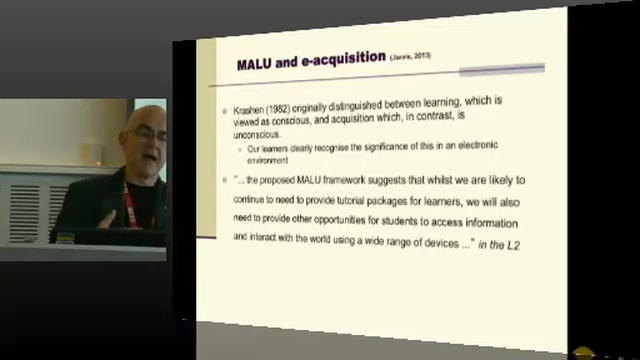 MALU and e-acquisition (Jarvis, 2013)
Krashen (1982) originally distinguished between learning, which is
viewed as conscious, and acquisition which, in contrast, is
unconscious.
Our learners clearly recognise the significance of this in an electronic
environment
"... the proposed MALU framework suggests that whilst we are likely to
continue to need to provide tutorial packages for learners, we will also
need to provide other opportunities for students to access information
and interact with the world using a wide range of devices ..." in the L2